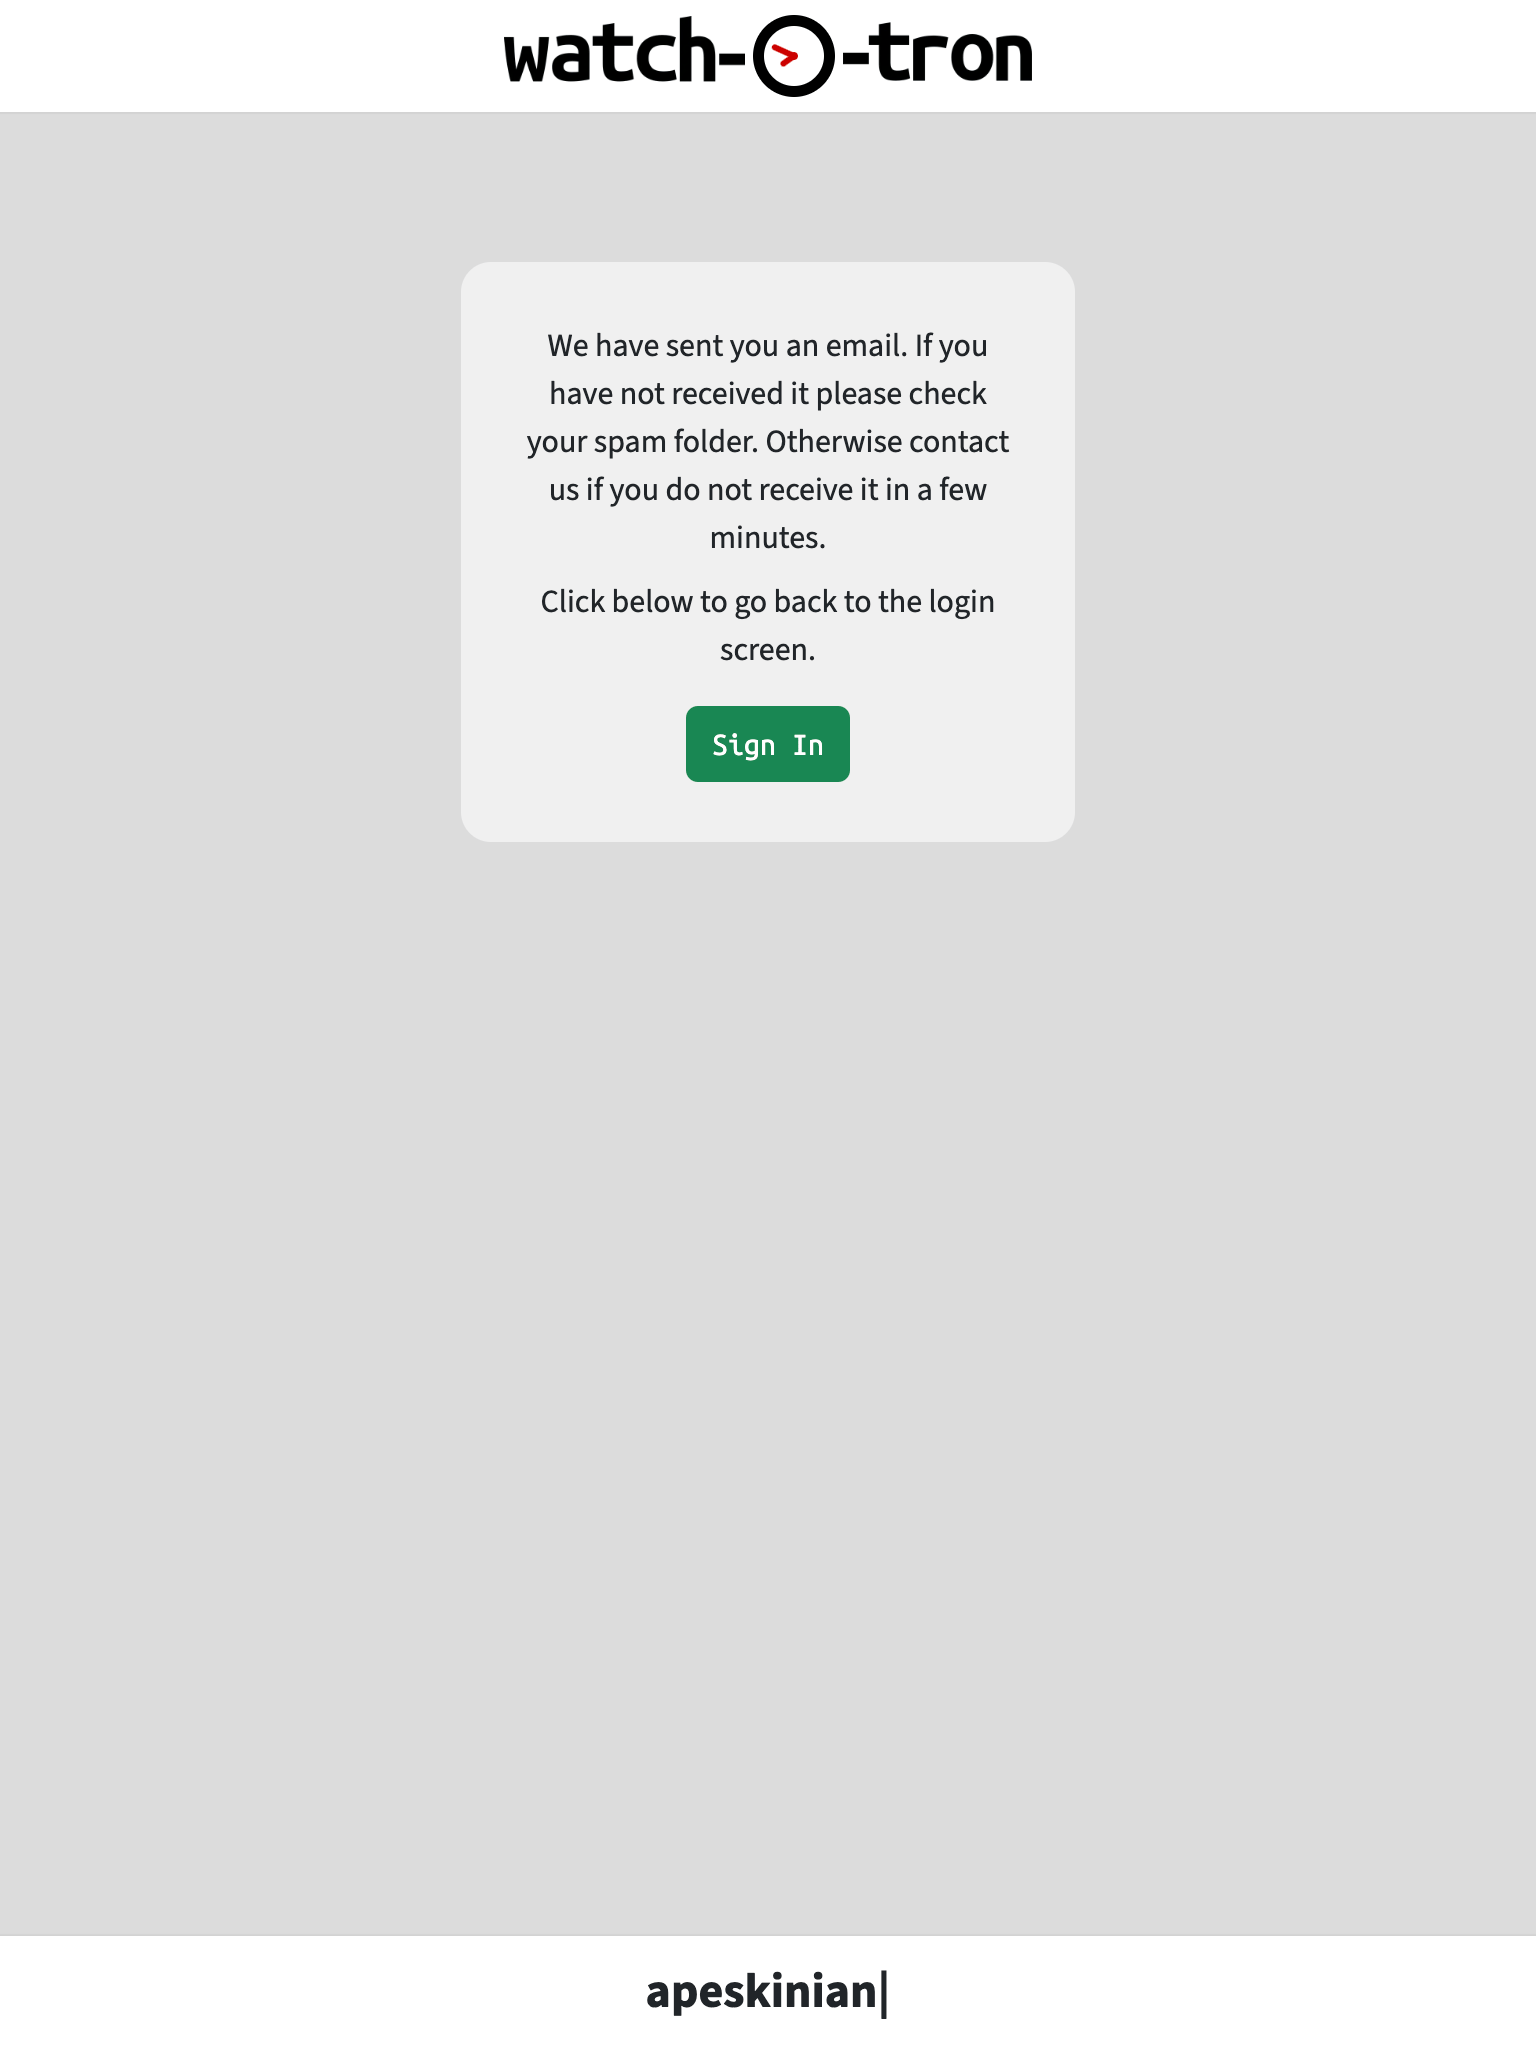 watch-O-tron
We have sent you an email. If you
have not received it please check
your spam folder. Otherwise contact
us if you do not receive it in a few
minutes.
Click below to go back to the login
screen.
Sign In
apeskinian|